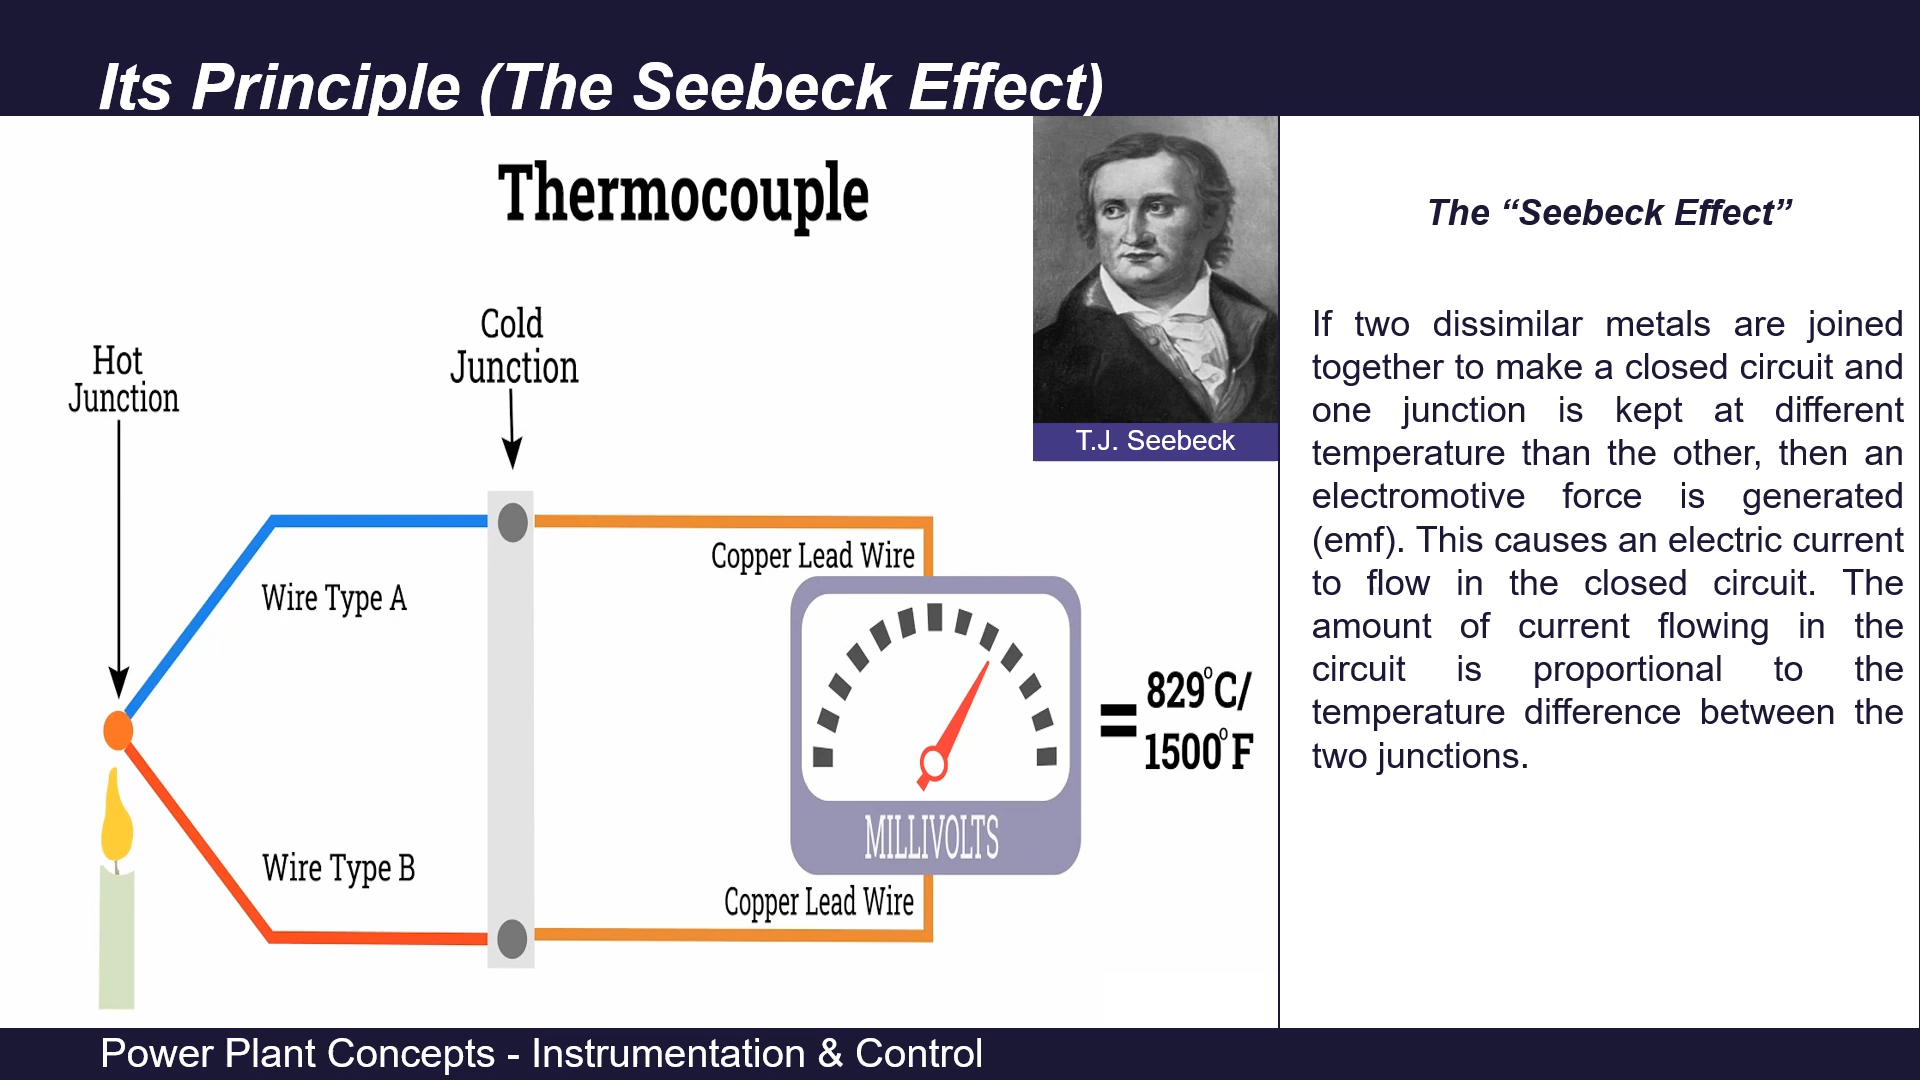 Its Principle (The Seebeck Effect)
Thermocouple
Cold
Junction
Hot
Junction
T.J. Seebeck
Wire Type A
Copper Lead Wire
829°C/
1500°F
MILLIVOLTS
Wire Type B
Copper Lead Wire
The “Seebeck Effect”
If two dissimilar metals are joined
together to make a closed circuit and
one junction is kept at different
temperature than the other, then an
electromotive force is generated
(emf). This causes an electric current
to flow in the closed circuit. The
amount of current flowing in the
circuit is proportional to the
temperature difference between the
two junctions.
Power Plant Concepts - Instrumentation & Control